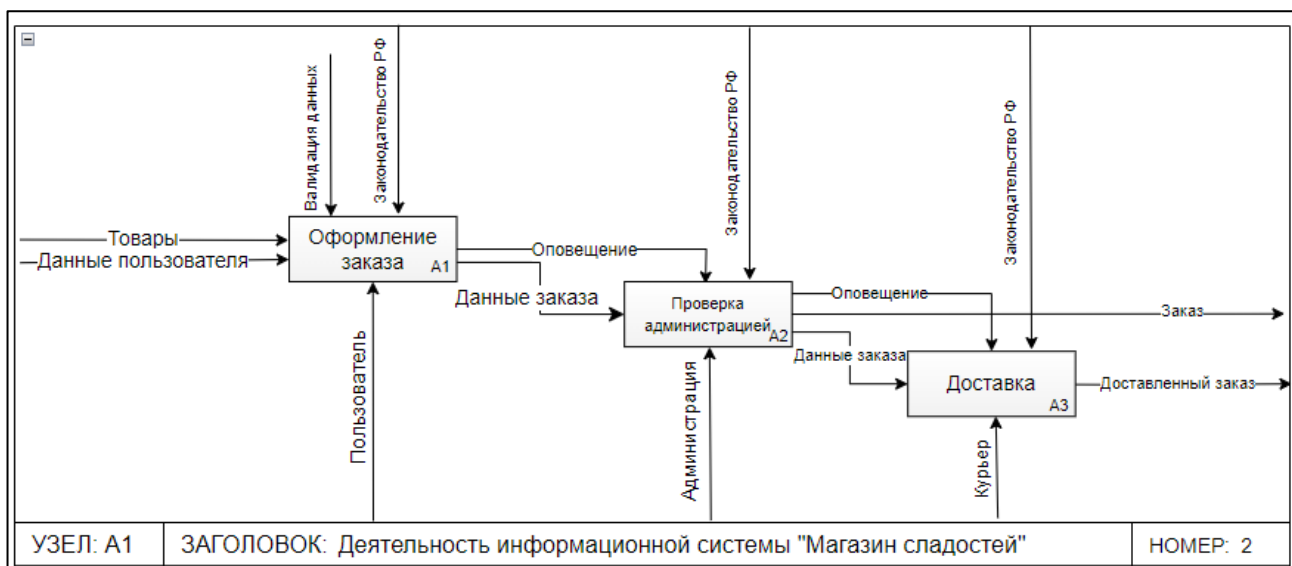 Валидация данных
Законодательство РФ
Законодательство РФ
Законодательство РФ
Товары
Данные пользователя
Оформление
заказа
A1
Оповещение
Данные заказа
Проверка
администрацией
A2
Оповещение
Заказ
Данные заказа
Доставка
A3
Доставленный заказ
Пользователь
Администрация
Курьер
УЗЕЛ: A1
ЗАГОЛОВОК: Деятельность информационной системы "Магазин сладостей"
НОМЕР: 2